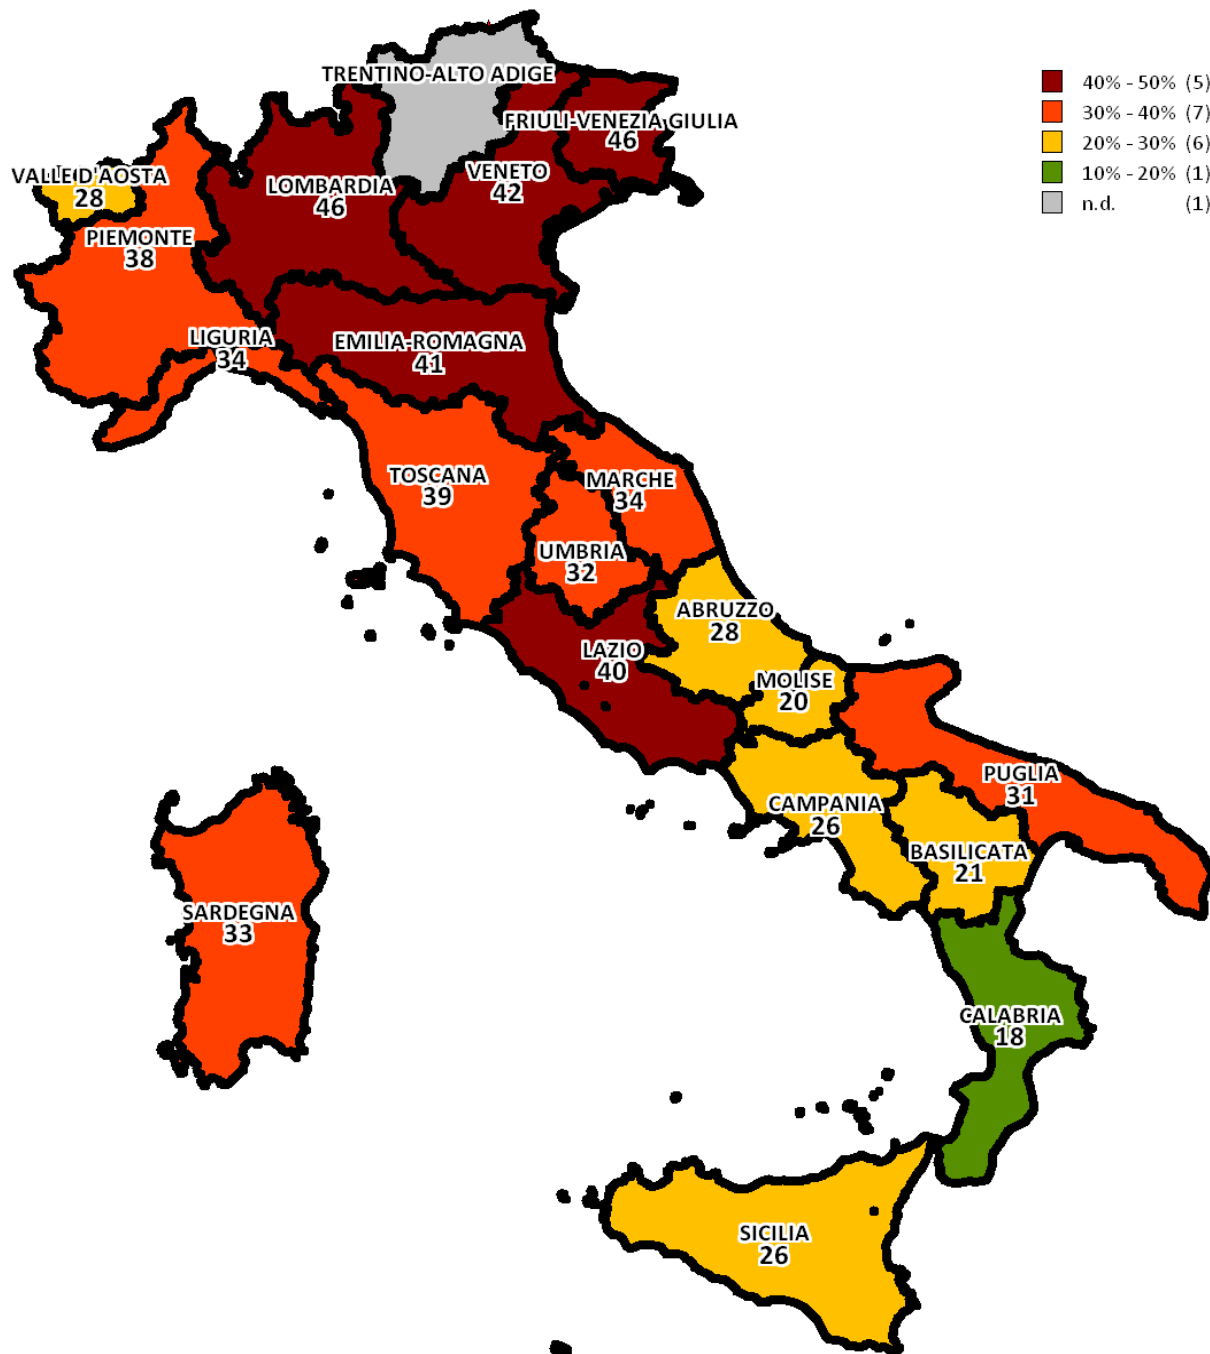 TRENTINO-ALTO ADIGE
40% - 50% (5)
30% - 40% (7)
20% - 30% (6)
10% - 20% (1)
n.d. (1)
FRIULI-VENEZIA GIULIA
46
VENETO
42
VALLE D'AOSTA
28
LOMBARDIA
46
PIEMONTE
38
LIGURIA
34
EMILIA-ROMAGNA
41
TOSCANA
39
MARCHE
34
UMBRIA
32
ABRUZZO
28
LAZIO
40
MOLISE
20
PUGLIA
31
CAMPANIA
26
BASILICATA
21
SARDEGNA
33
CALABRIA
18
SICILIA
26